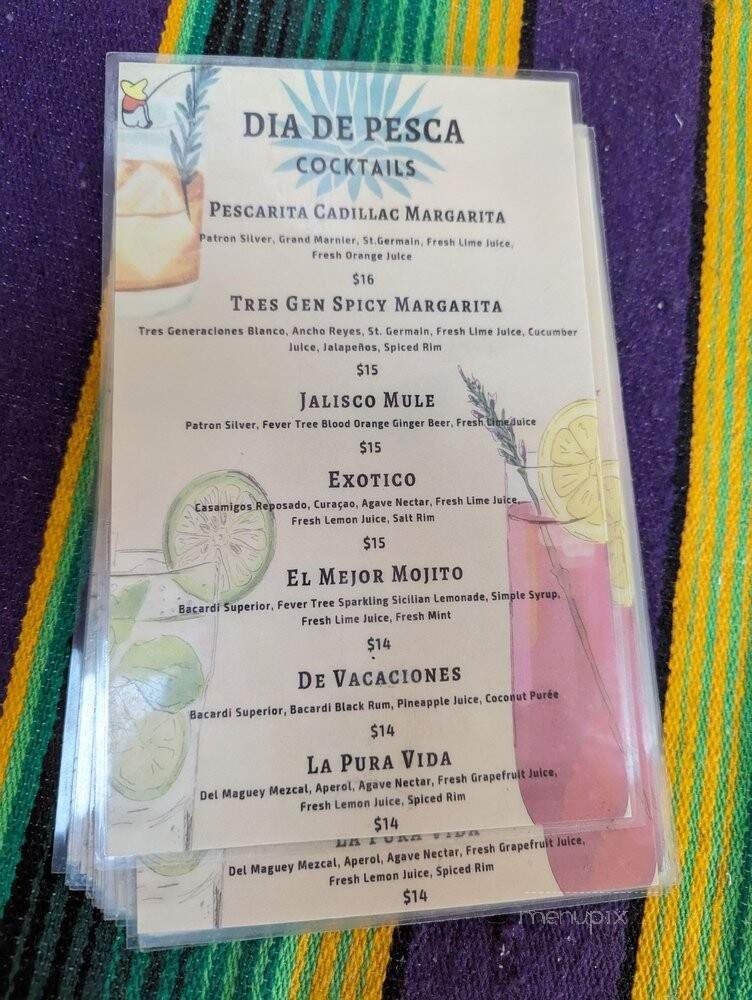 DIA DE PESCA
COCKTAILS
PESCARITA CADILLAC MARGARITA
Patron Silver, Grand Marnier, St.Germain, Fresh Lime Juice,
Fresh Orange Juice
$16
TRES GEN SPICY MARGARITA
Tres Generaciones Blanco, Ancho Reyes, St. Germain, Fresh Lime Juice, Cucumber
Juice, Jalapeños, Spiced Rim
$15
JALISCO MULE
Patron Silver, Fever Tree Blood Orange Ginger Beer, Fresh Lime Juice
$15
EXOTICO
Casamigos Reposado, Curaçao, Agave Nectar, Fresh Lime Juice,
Fresh Lemon Juice, Salt Rim
$15
EL MEJOR MOJITO
Bacardi Superior, Fever Tree Sparkling Sicilian Lemonade, Simple Syrup,
Fresh Lime Juice, Fresh Mint
$14
DE VACACIONES
Bacardi Superior, Bacardi Black Rum, Pineapple Juice, Coconut Purée
$14
LA PURA VIDA
Del Maguey Mezcal, Aperol, Agave Nectar, Fresh Grapefruit Juice,
Fresh Lemon Juice, Spiced Rim
$14
LA PURA VIDA
Del Maguey Mezcal, Aperol, Agave Nectar, Fresh Grapefruit Juice,
Fresh Lemon Juice, Spiced Rim
$14
menupix